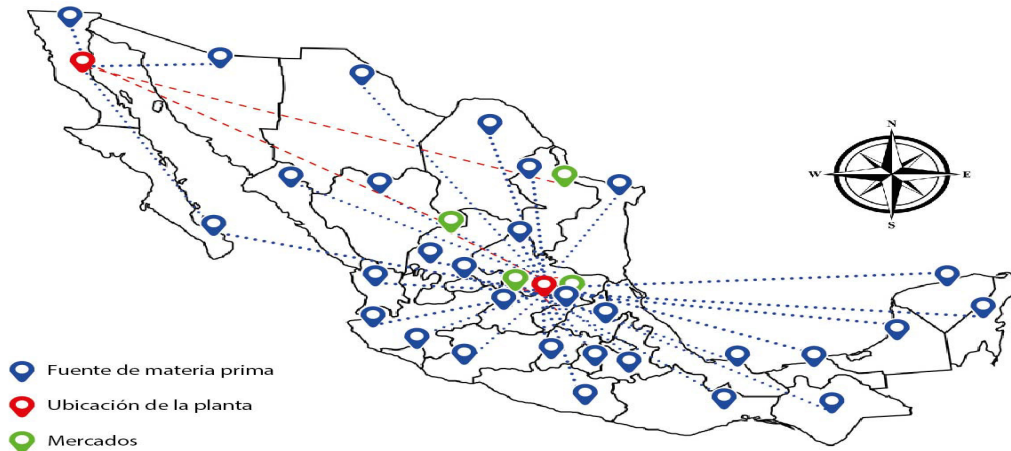 N
W
E
S
Fuente de materia prima
Ubicación de la planta
Mercados